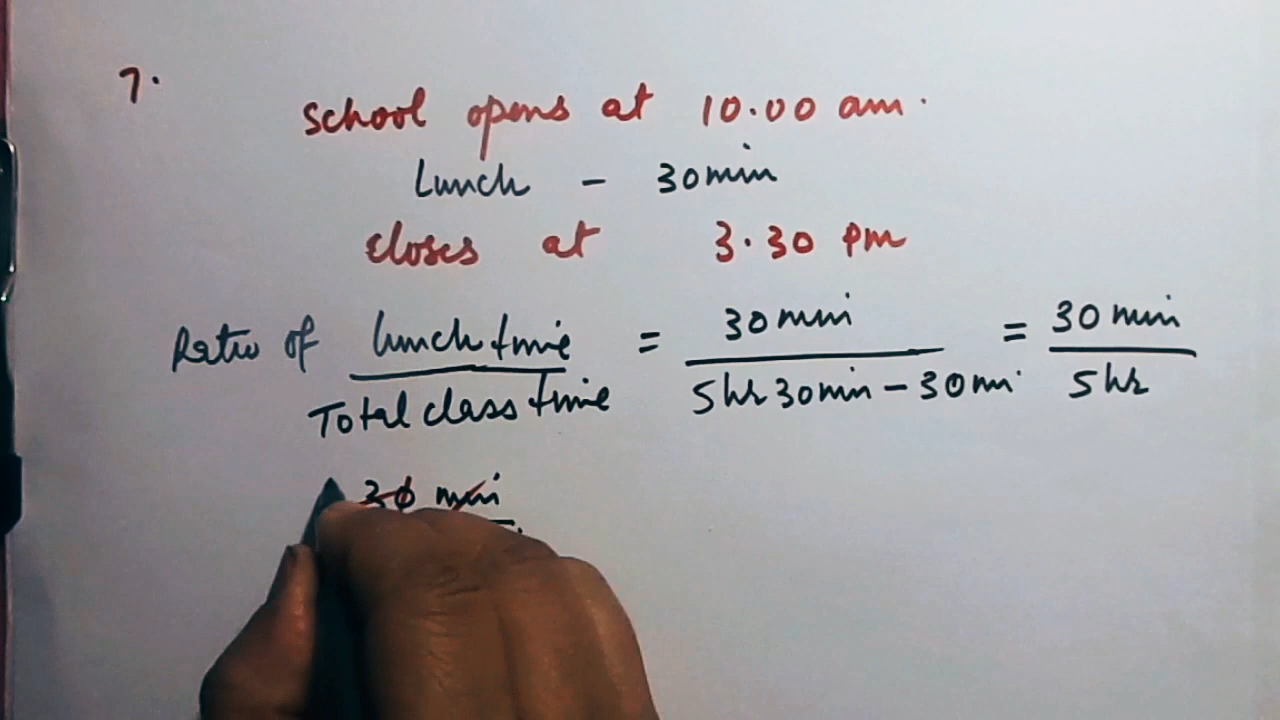 7.
School opens at 10.00 am.
Lunch - 30min
closes at 3.30 pm
Ratio of lunch time / Total class time = 30 min / 5hr 30min - 30mi = 30 min / 5hr
30 min